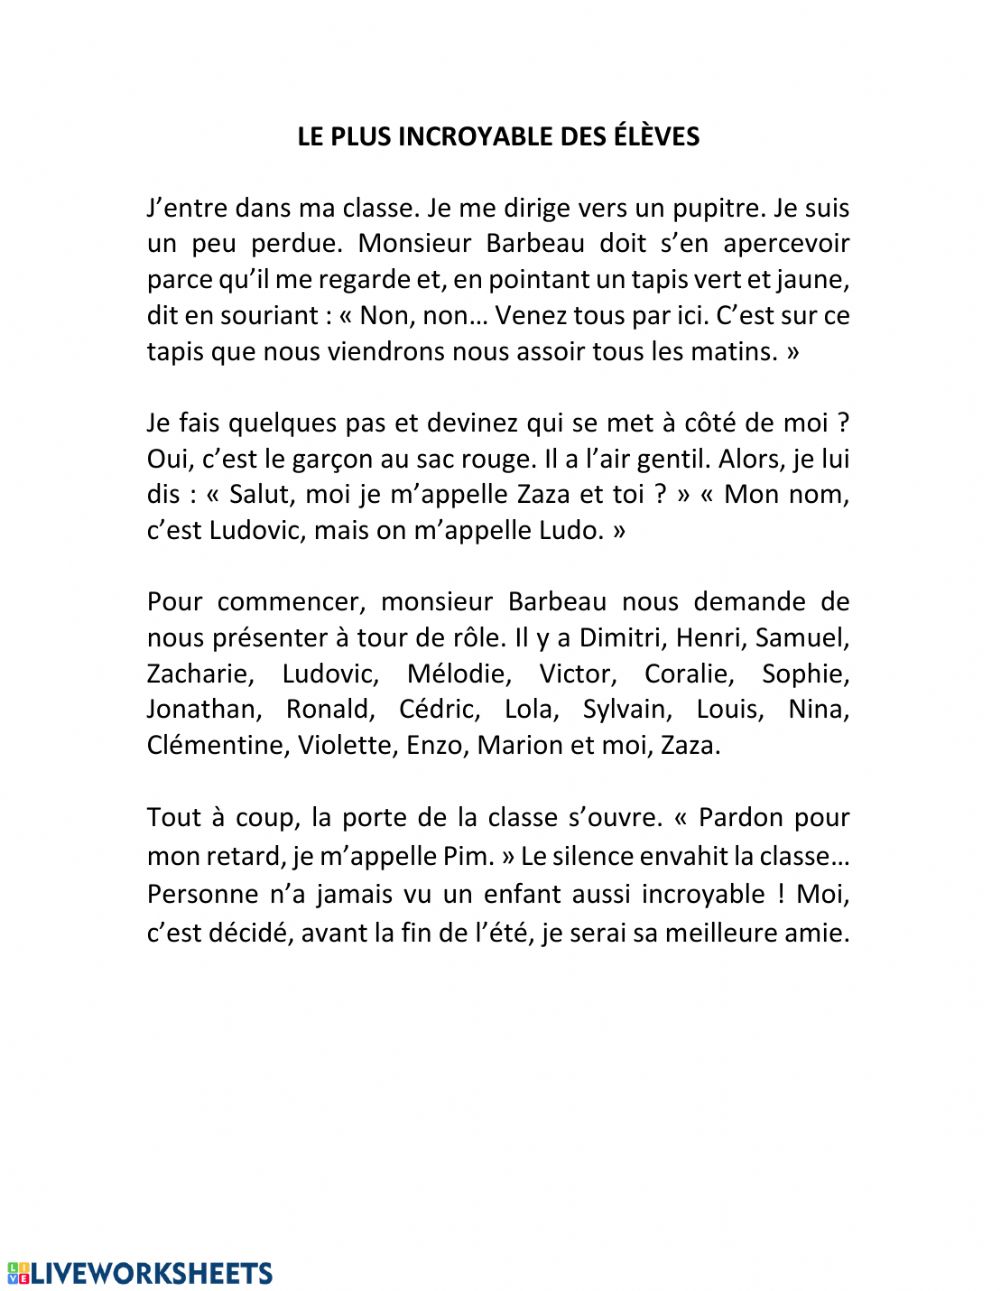 LE PLUS INCROYABLE DES ÉLÈVES
J’entre dans ma classe. Je me dirige vers un pupitre. Je suis
un peu perdue. Monsieur Barbeau doit s’en apercevoir
parce qu’il me regarde et, en pointant un tapis vert et jaune,
dit en souriant : « Non, non… Venez tous par ici. C’est sur ce
tapis que nous viendrons nous assoir tous les matins. »
Je fais quelques pas et devinez qui se met à côté de moi ?
Oui, c’est le garçon au sac rouge. Il a l’air gentil. Alors, je lui
dis : « Salut, moi je m’appelle Zaza et toi ? » « Mon nom,
c’est Ludovic, mais on m’appelle Ludo. »
Pour commencer, monsieur Barbeau nous demande de
nous présenter à tour de rôle. Il y a Dimitri, Henri, Samuel,
Zacharie, Ludovic, Mélodie, Victor, Coralie, Sophie,
Jonathan, Ronald, Cédric, Lola, Sylvain, Louis, Nina,
Clémentine, Violette, Enzo, Marion et moi, Zaza.
Tout à coup, la porte de la classe s’ouvre. « Pardon pour
mon retard, je m’appelle Pim. » Le silence envahit la classe…
Personne n’a jamais vu un enfant aussi incroyable ! Moi,
c’est décidé, avant la fin de l’été, je serai sa meilleure amie.
LIVE LIVEWORKSHEETS